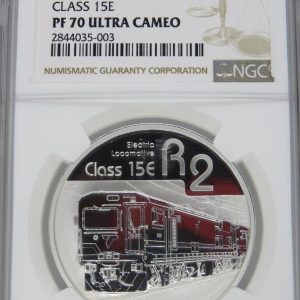 CLASS 15E
PF 70 ULTRA CAMEO
2844035-003
NUMISMATIC GUARANTY CORPORATION
NGC
Electric
Locomotive
Class 15E
R2